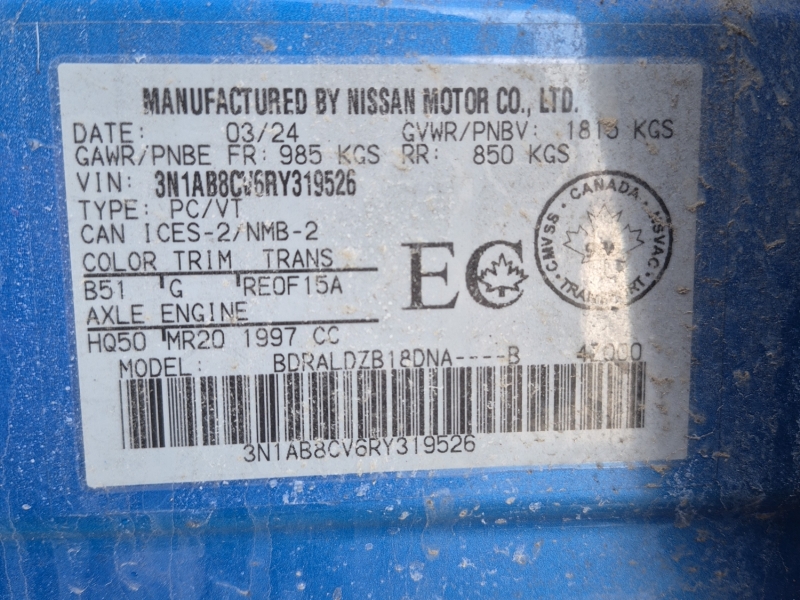 MANUFACTURED BY NISSAN MOTOR CO., LTD.
DATE: 03/24 GVWR/PNBV: KGS
GAWR/PNBE FR: 985 KGS RR: 850 KGS
VIN: 3N1AB8CV6RY319526
TYPE: PC/VT
CAN ICES-2/NMB-2
COLOR TRIM TRANS
B51 G RE0F15A
AXLE ENGINE
HQ50 MR20 1997 CC
EC
CANADA
CMVSS NSVAC
TRANSPORT
MODEL: BDRALDZB18DNA----B
3N1AB8CV6RY319526